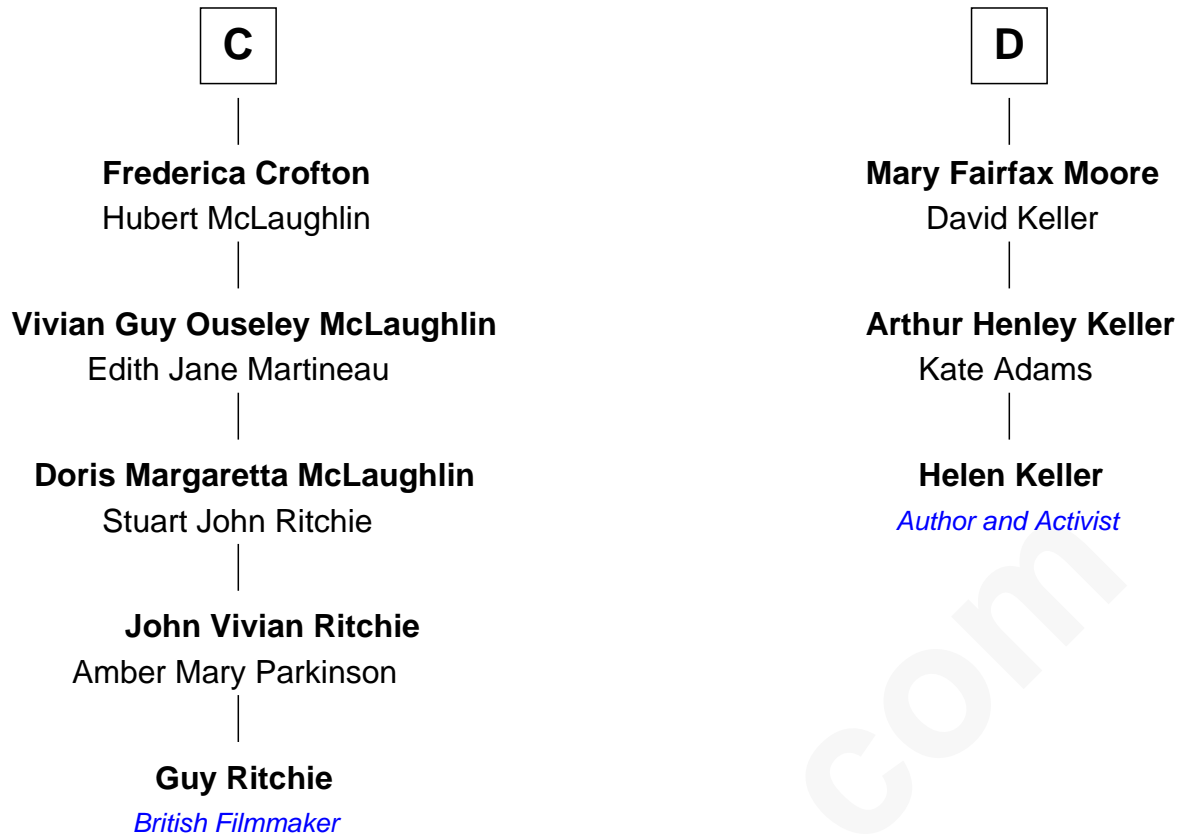 C
Frederica Crofton
Hubert McLaughlin
Vivian Guy Ouseley McLaughlin
Edith Jane Martineau
Doris Margaretta McLaughlin
Stuart John Ritchie
John Vivian Ritchie
Amber Mary Parkinson
Guy Ritchie
British Filmmaker
D
Mary Fairfax Moore
David Keller
Arthur Henley Keller
Kate Adams
Helen Keller
Author and Activist
com